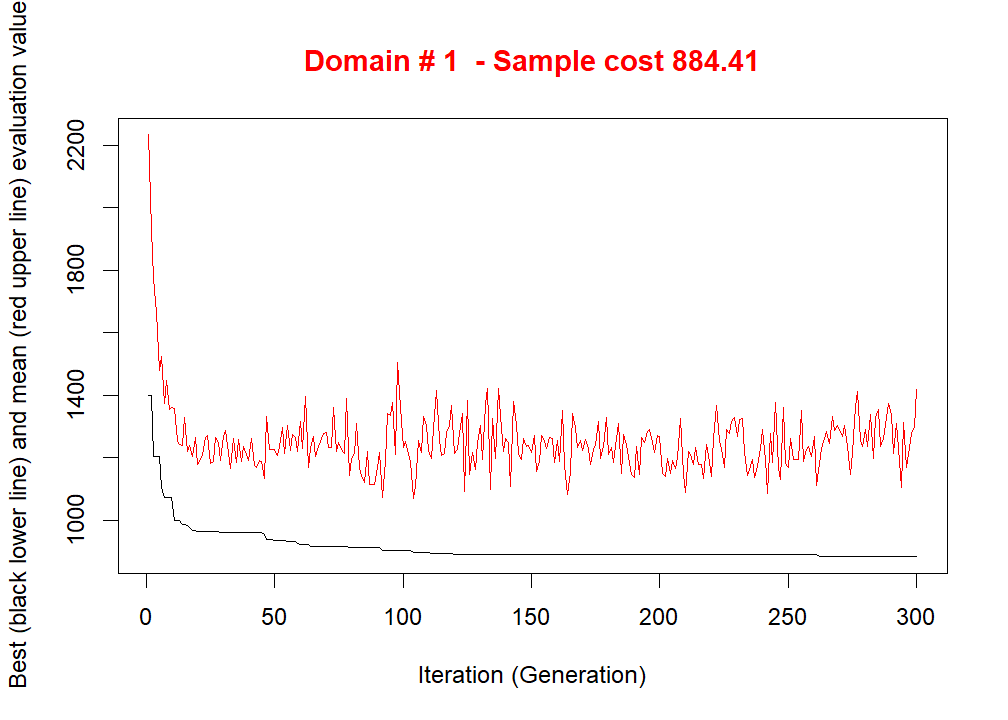 Domain # 1 - Sample cost 884.41
Best (black lower line) and mean (red upper line) evaluation value
2200
1800
1400
1000
0 50 100 150 200 250 300
Iteration (Generation)